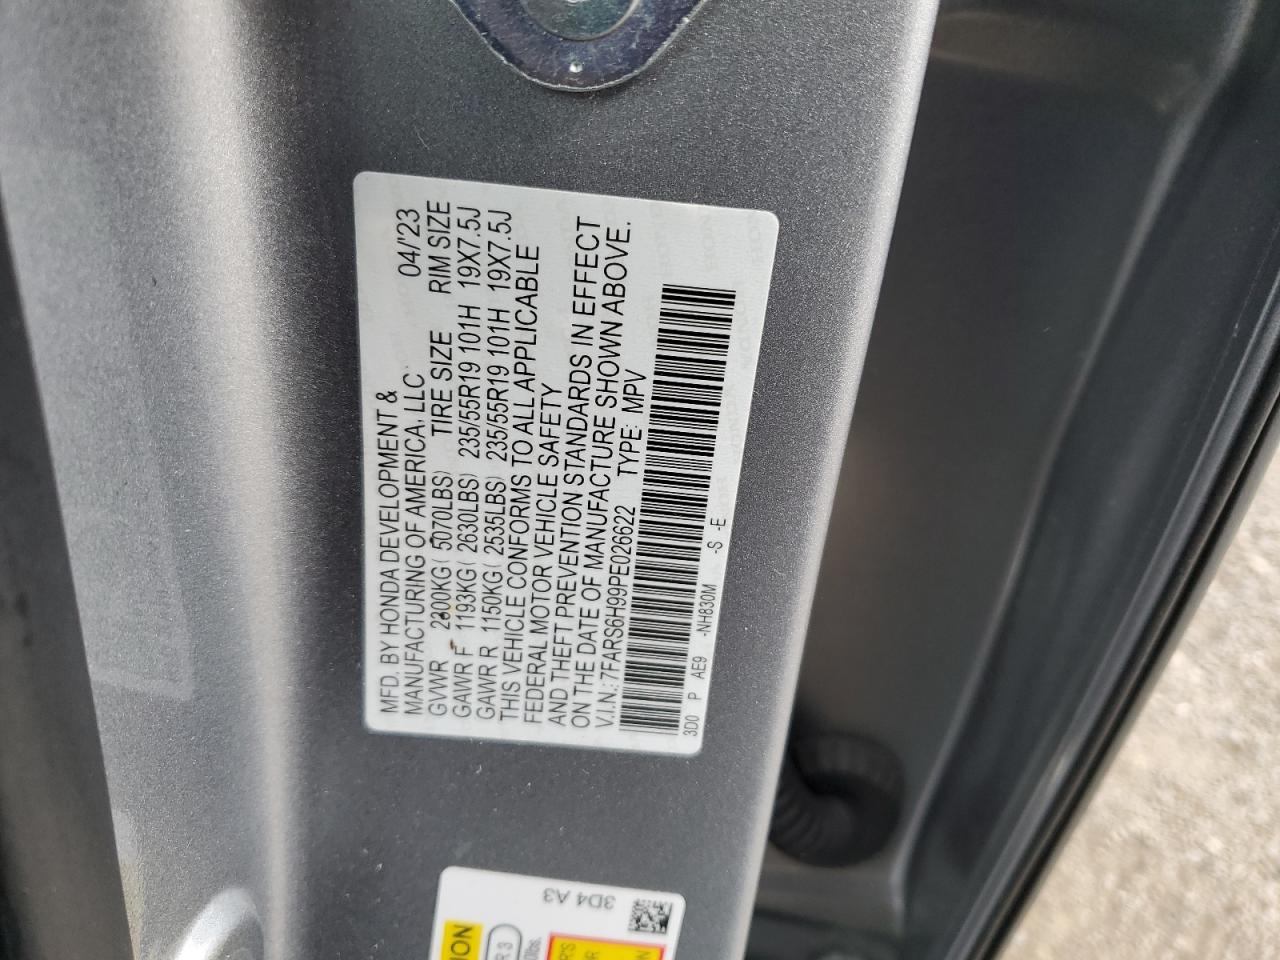 MFD. BY HONDA DEVELOPMENT &
MANUFACTURING OF AMERICA, LLC 04/'23
GVWR 2300KG( 5070LBS) TIRE SIZE RIM SIZE
GAWR F 1193KG( 2630LBS) 235/55R19 101H 19X7.5J
GAWR R 1150KG( 2535LBS) 235/55R19 101H 19X7.5J
THIS VEHICLE CONFORMS TO ALL APPLICABLE
FEDERAL MOTOR VEHICLE SAFETY
AND THEFT PREVENTION STANDARDS IN EFFECT
ON THE DATE OF MANUFACTURE SHOWN ABOVE.
V.I.N.: 7FARS6H99PE026622 TYPE: MPV
3D0 P AE9 -NH830M -S -E
3D4 A3